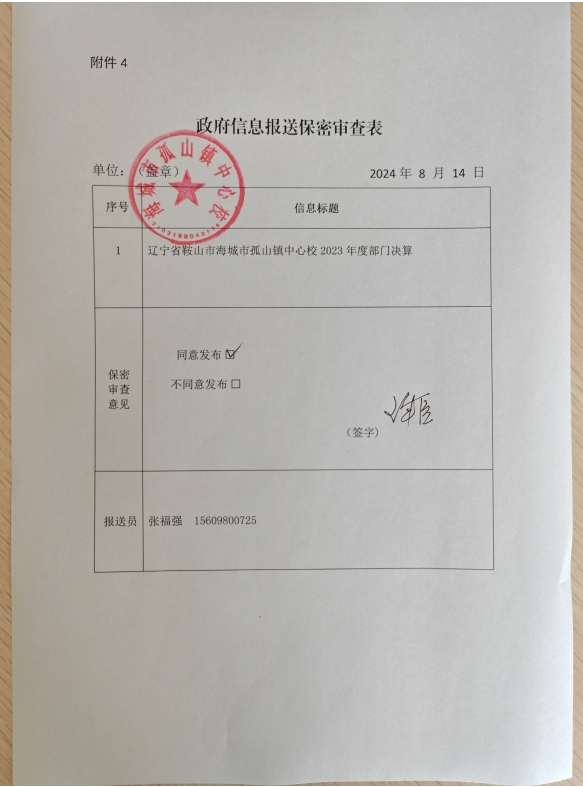 附件 4
政府信息报送保密审查表
单位：（盖章）
2024 年 8 月 14 日
海城市孤山镇中心校
序号
信息标题
1
辽宁省鞍山市海城市孤山镇中心校 2023 年度部门决算
保密
审查
意见
同意发布 ☑
不同意发布 □
（签字）
报送员
张福强 15609800725